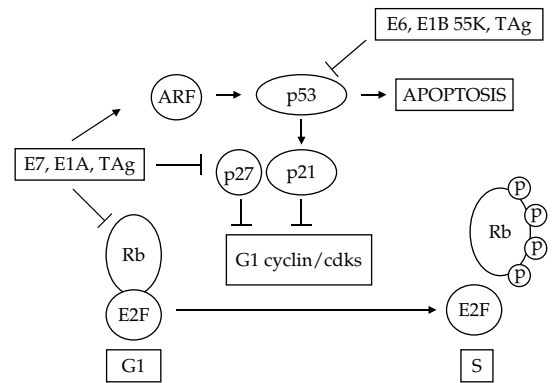 E6, E1B 55K, TAg
ARF
p53
APOPTOSIS
E7, E1A, TAg
p27
p21
P
P
P
P
Rb
Rb
G1 cyclin/cdks
E2F
E2F
G1
S